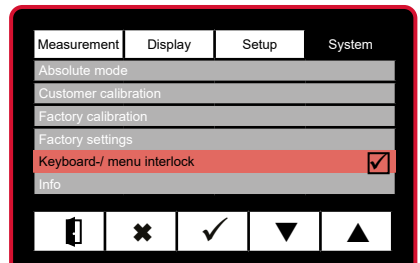 Measurement Display Setup System
Absolute mode
Customer calibration
Factory calibration
Factory settings
Keyboard-/ menu interlock
Info